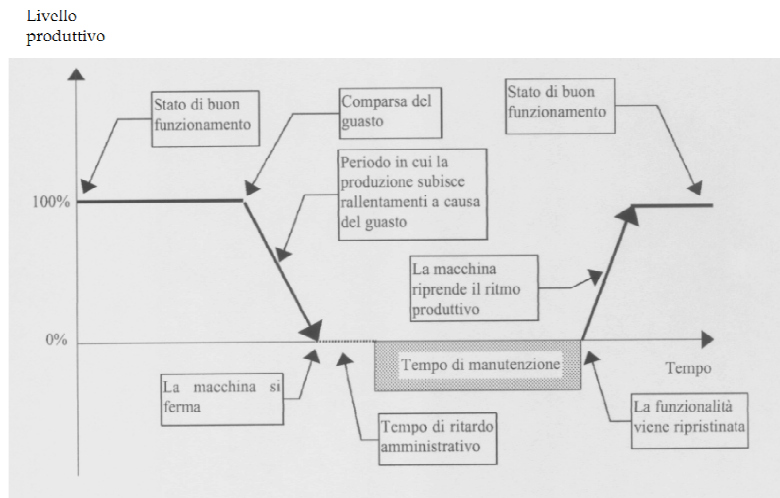 Livello
produttivo
Stato di buon
funzionamento
Comparsa del
guasto
Stato di buon
funzionamento
Periodo in cui la
produzione subisce
rallentamenti a causa
del guasto
100%
La macchina
riprende il ritmo
produttivo
0%
Tempo di manutenzione
Tempo
La macchina si
ferma
Tempo di ritardo
amministrativo
La funzionalità
viene ripristinata